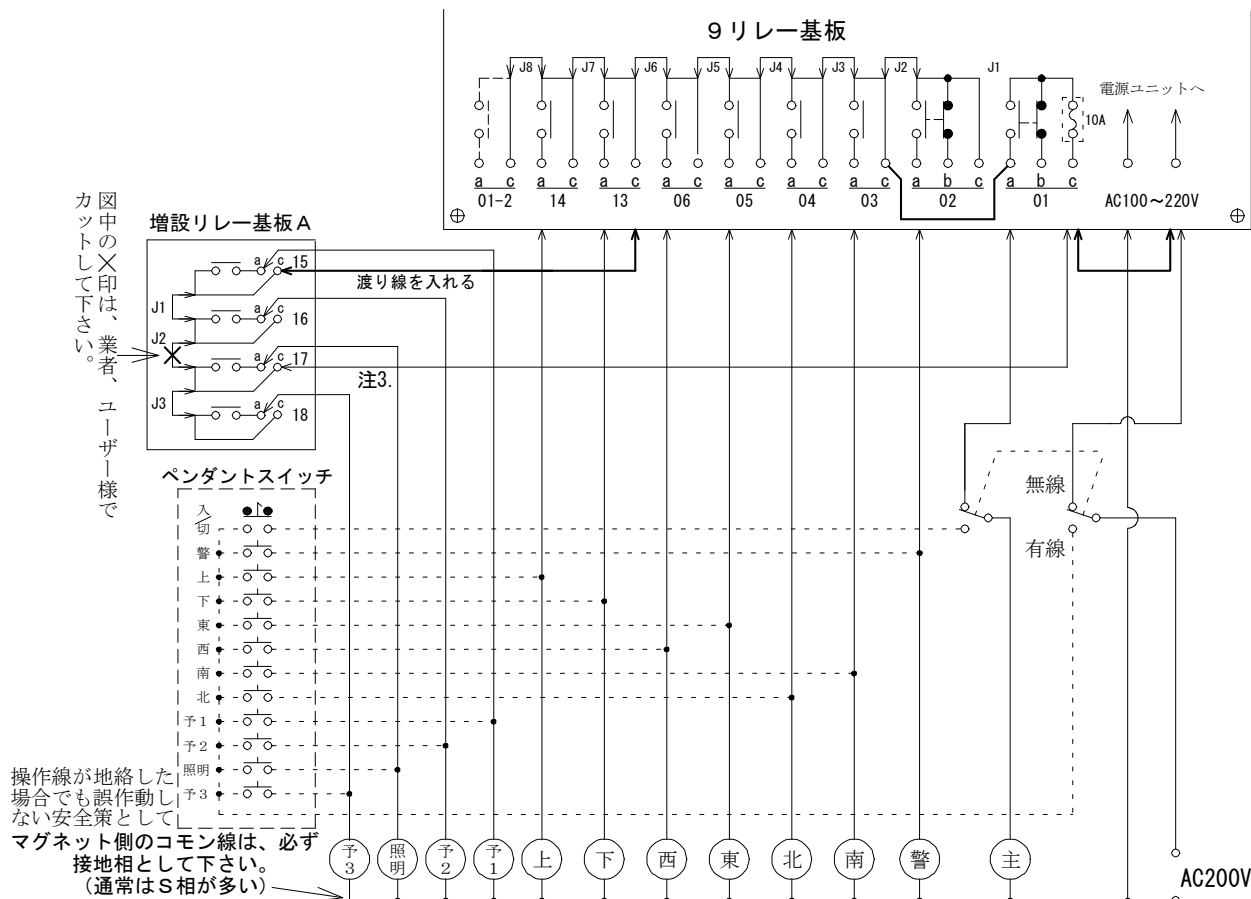 9リレー基板
J8 J7 J6 J5 J4 J3 J2 J1
電源ユニットへ
10A
a c a c a c a c a c a c a c a b c a b c
01-2 14 13 06 05 04 03 02 01 AC100～220V
図中の✕印は、業者、ユーザー様で
カットして下さい。
増設リレー基板A
a c 15
J1
a c 16
J2
a c 17
J3
a c 18
渡り線を入れる
注3.
ペンダントスイッチ
入/切
警
上
下
東
西
南
北
予1
予2
照明
予3
無線
有線
操作線が地絡した
場合でも誤作動し
ない安全策として
マグネット側のコモン線は、必ず
接地相として下さい。
(通常はS相が多い)
予3 照明 予2 予1 上 下 西 東 北 南 警 主
AC200V